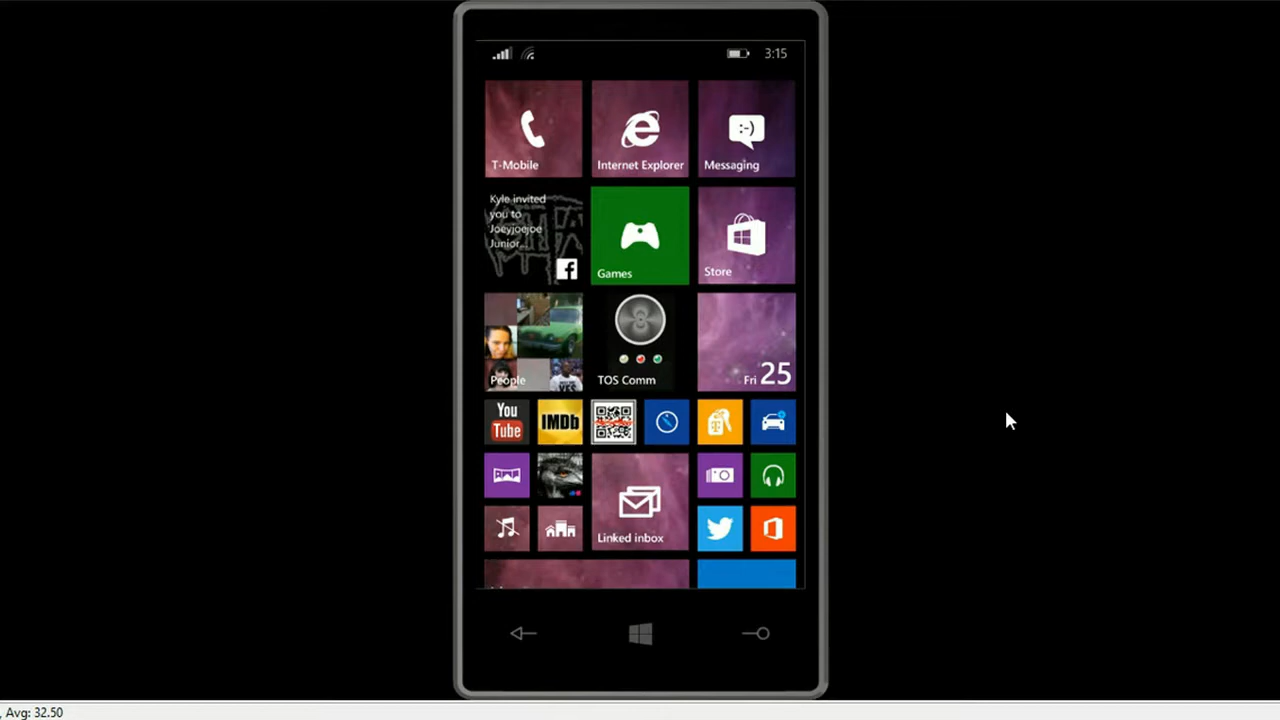 3:15
T-Mobile
Internet Explorer
:-)
Messaging
Kyle invited
you to
Joeyjoejoe
Junior...
f
Games
Store
People
YES
TOS Comm
Fri 25
You
Tube
IMDb
T
Linked inbox
, Avg: 32.50